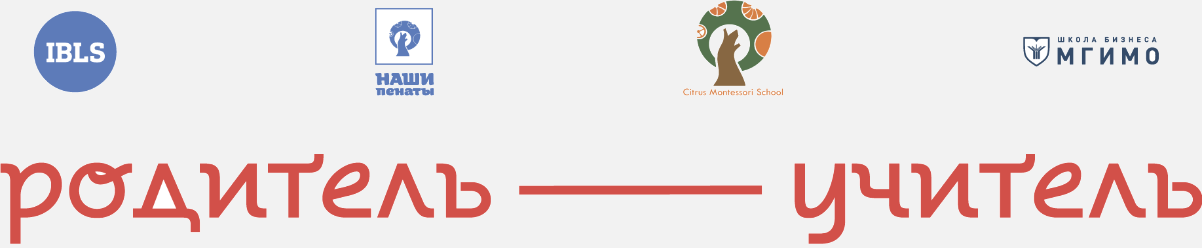 IBLS
НАШИ
пенаты
Citrus Montessori School
ШКОЛА БИЗНЕСА
МГИМО
родитель — учитель